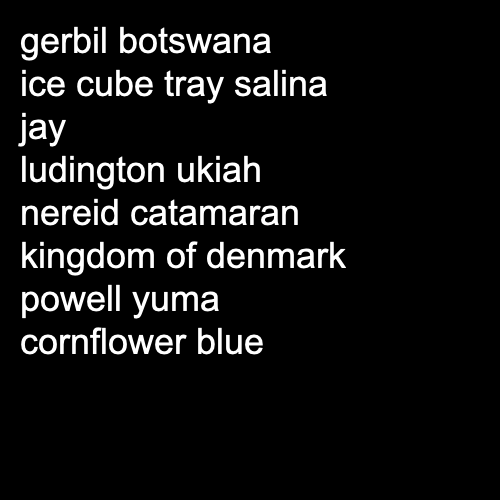 gerbil botswana
ice cube tray salina
jay
ludington ukiah
nereid catamaran
kingdom of denmark
powell yuma
cornflower blue